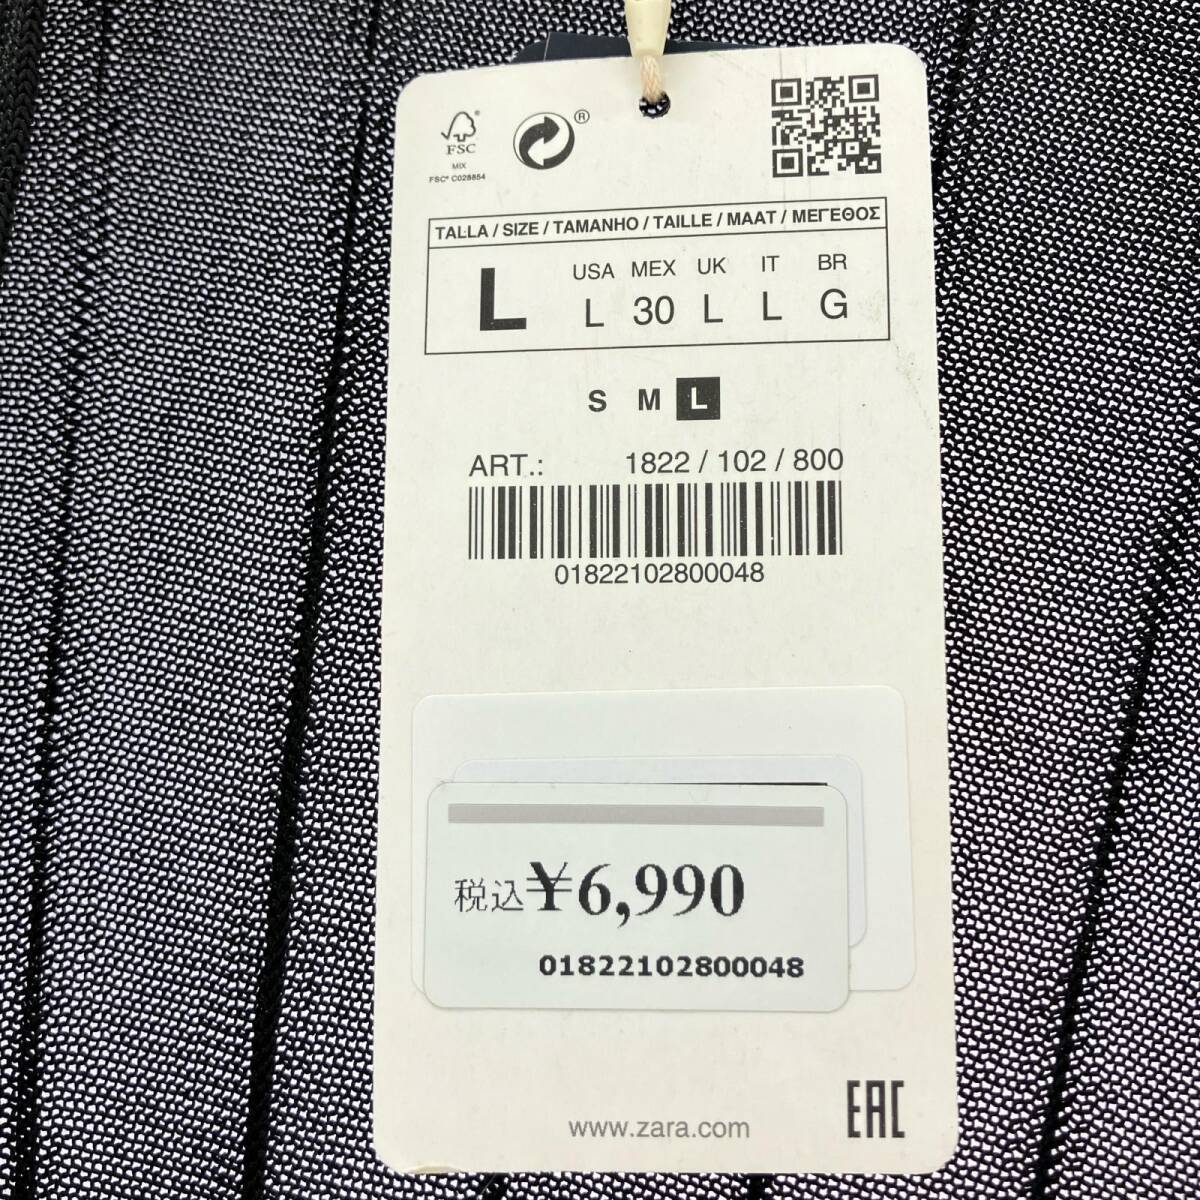 FSC
MIX
FSC® C028854
®
TALLA / SIZE / TAMANHO / TAILLE / MAAT / ΜΕΓΕΘΟΣ
L
USA MEX UK IT BR
L 30 L L G
S M L
ART.: 1822 / 102 / 800
01822102800048
税込¥6,990
01822102800048
www.zara.com
EAC